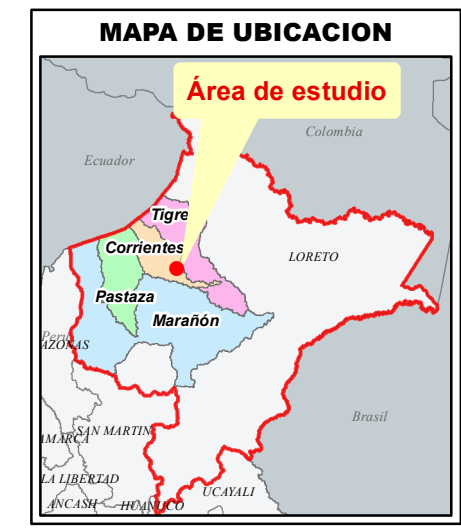 MAPA DE UBICACION
Área de estudio
Colombia
Ecuador
Tigre
Corrientes
LORETO
Pastaza
Marañón
Perú
AZONAS
Brasil
SAN MARTIN
AMARCA
LA LIBERTAD
UCAYALI
ANCASH
HUANUCO